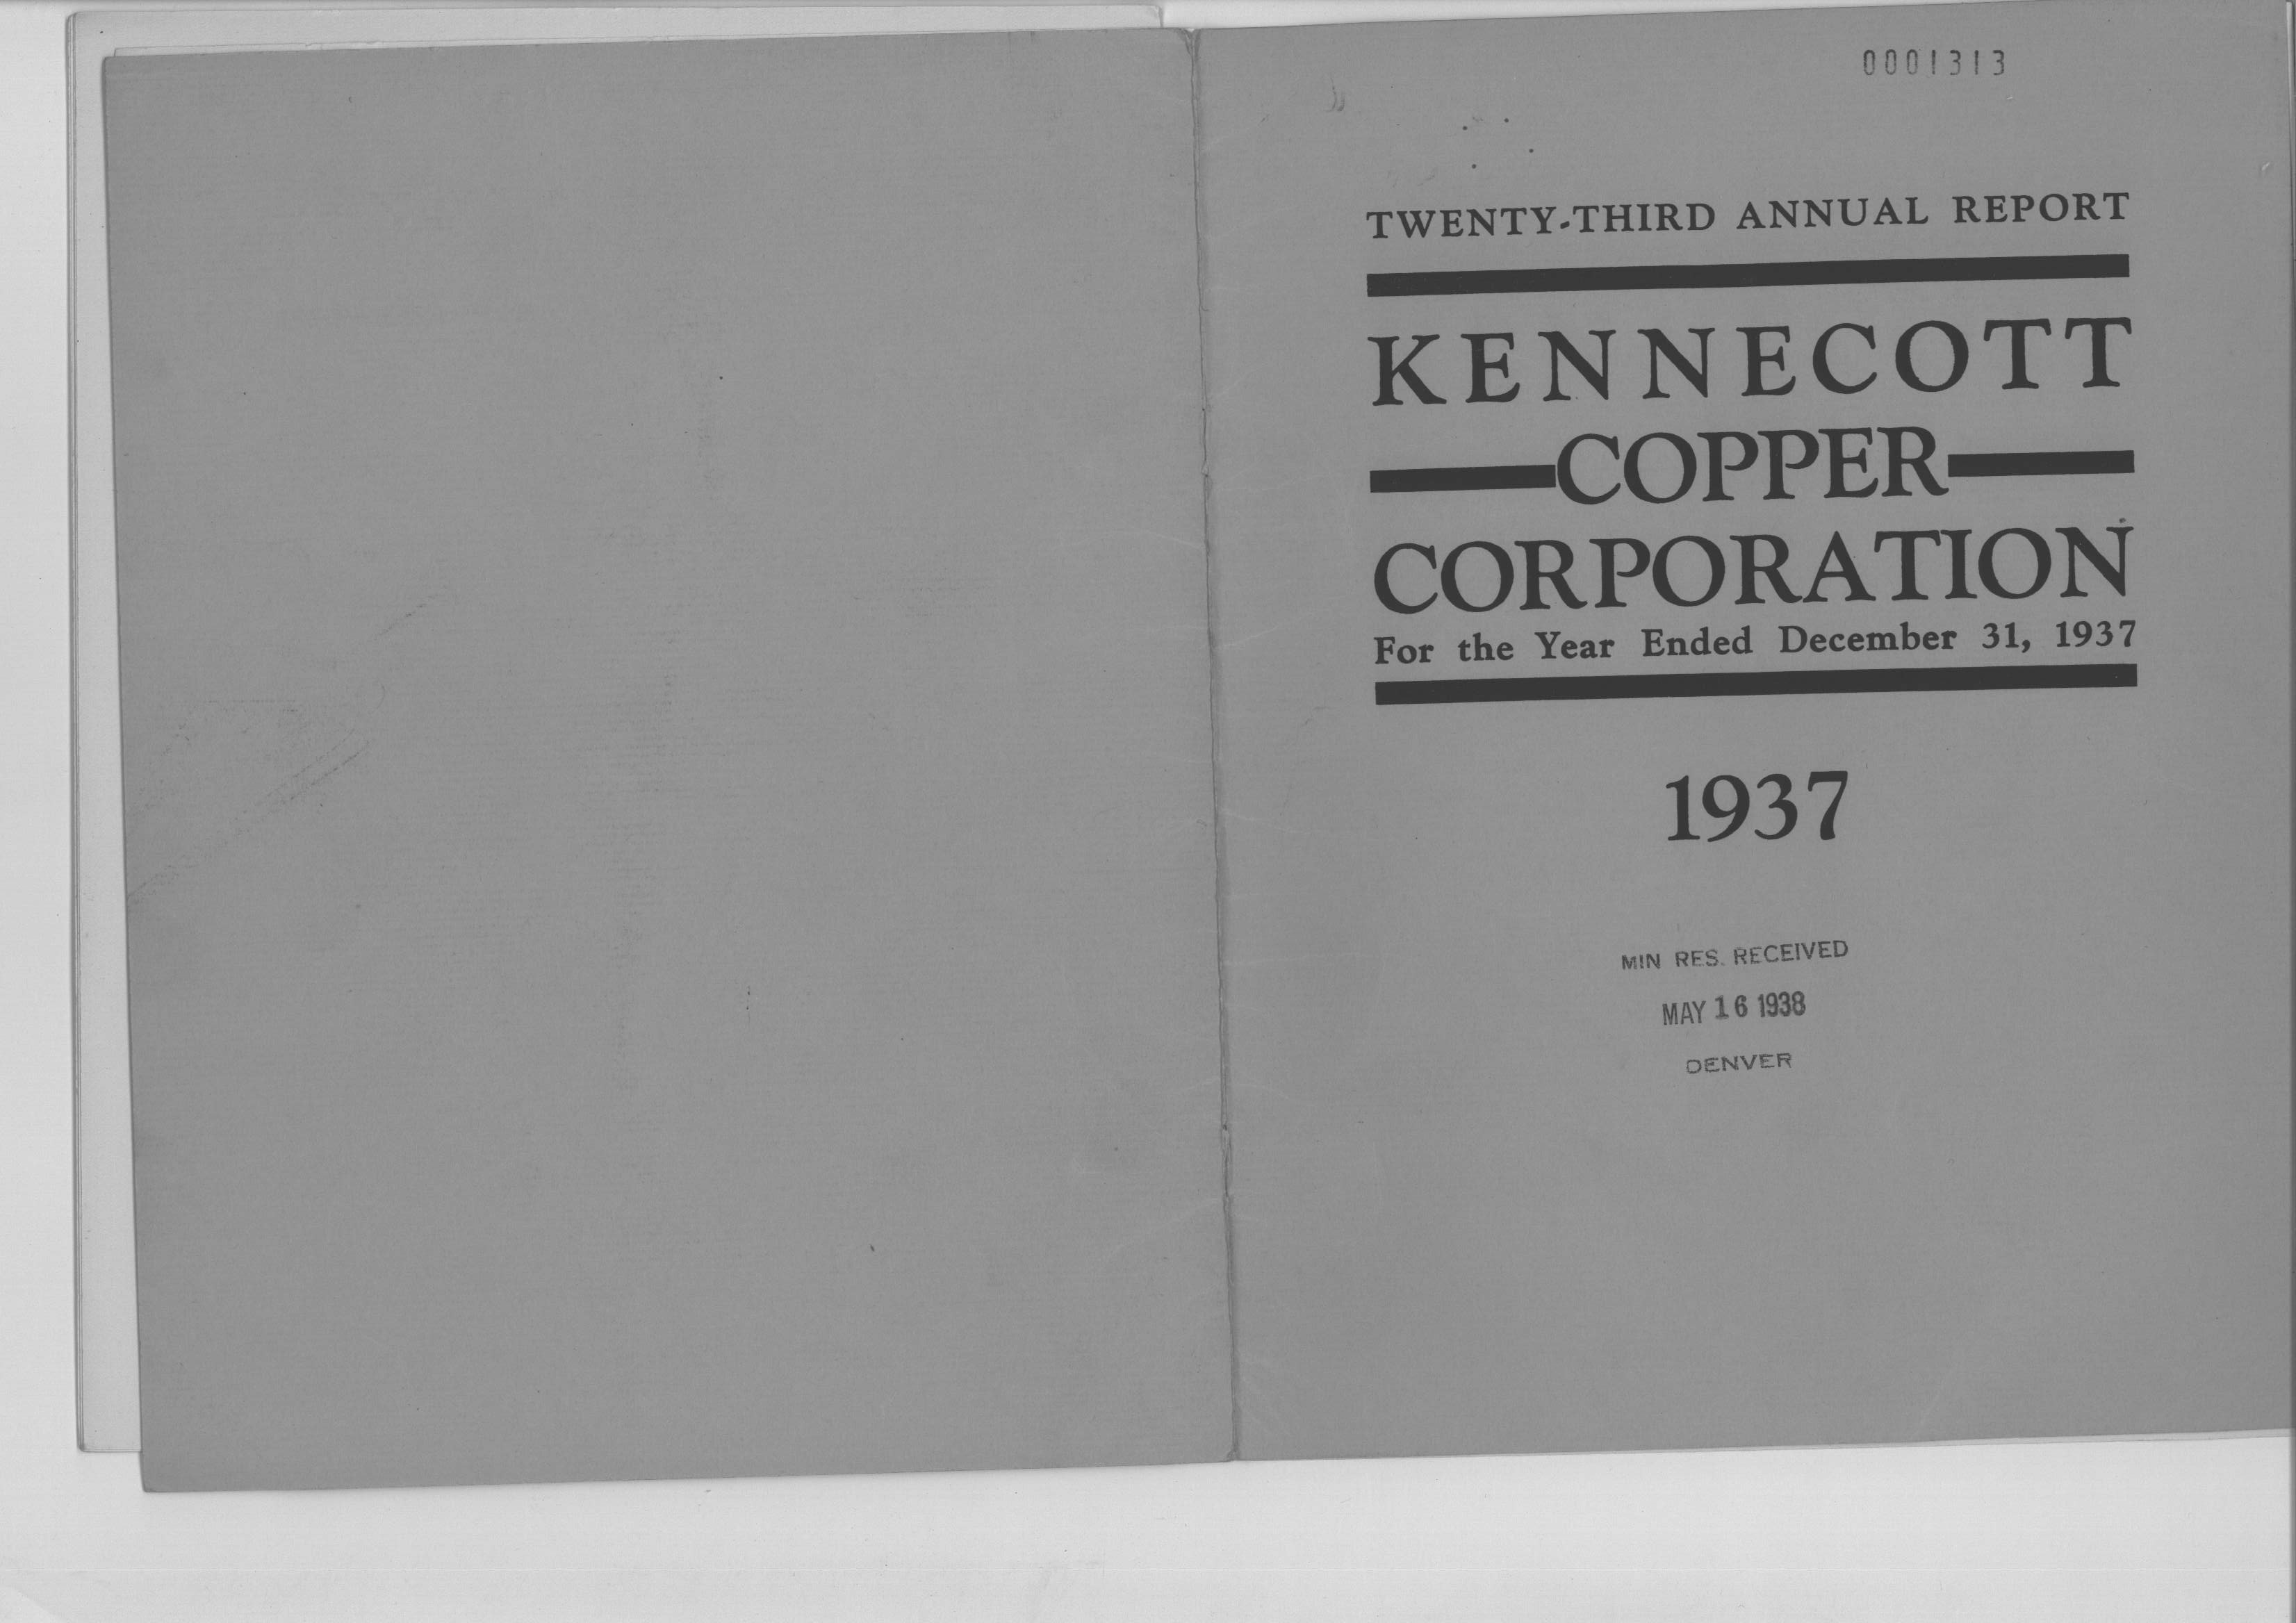 0001313
TWENTY-THIRD ANNUAL REPORT
KENNECOTT
COPPER
CORPORATION
For the Year Ended December 31, 1937
1937
MIN RES. RECEIVED
MAY 16 1938
DENVER